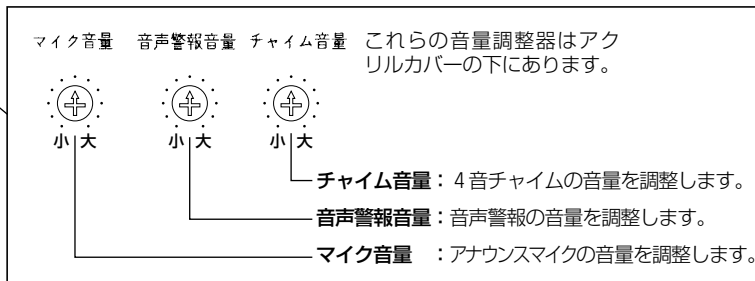 マイク音量 音声警報音量 チャイム音量
これらの音量調整器はアク
リルカバーの下にあります。
小 大 小 大 小 大
チャイム音量：4音チャイムの音量を調整します。
音声警報音量：音声警報の音量を調整します。
マイク音量 ：アナウンスマイクの音量を調整します。